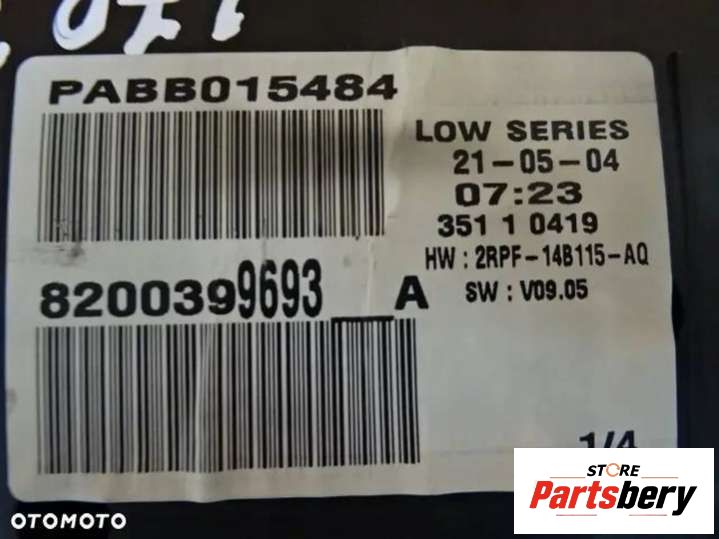 PABB015484
LOW SERIES
21-05-04
07:23
351 1 0419
HW : 2RPF-14B115-AQ
SW : V09.05
8200399693__A
1/4
STORE
Partsbery
OTOMOTO